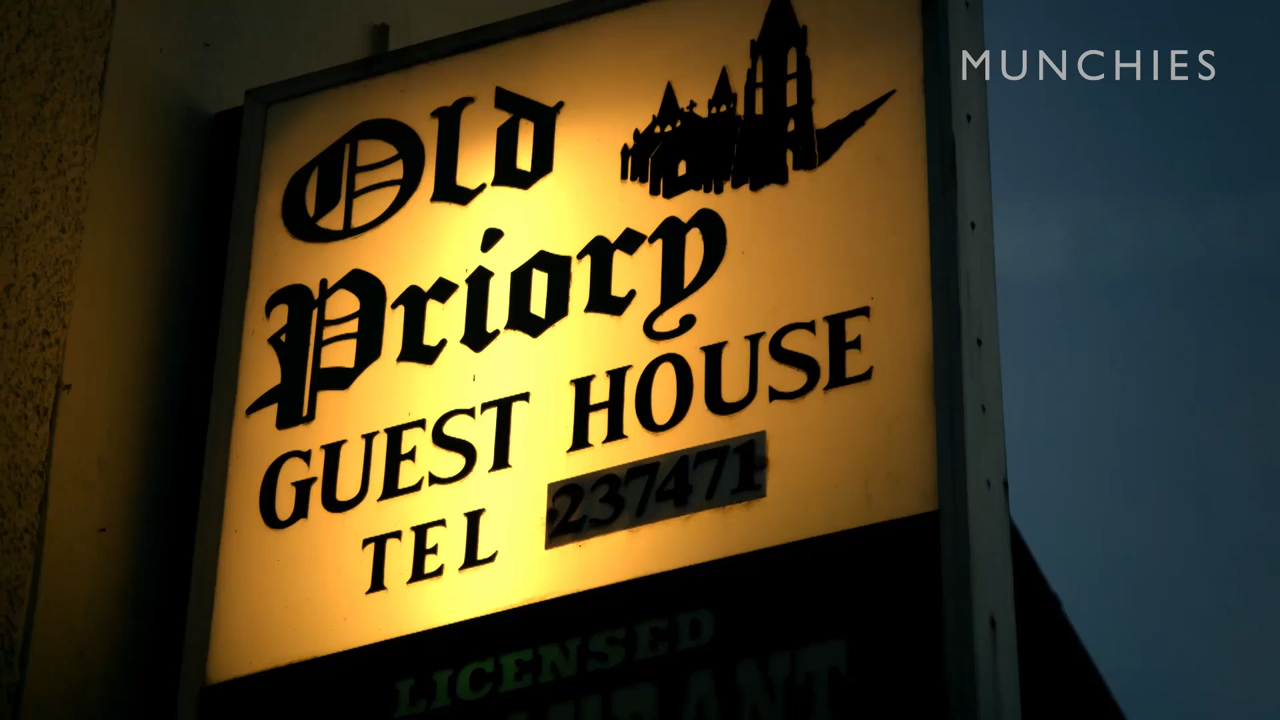 MUNCHIES
Old
Priory
GUEST HOUSE
TEL 237471
LICENSED